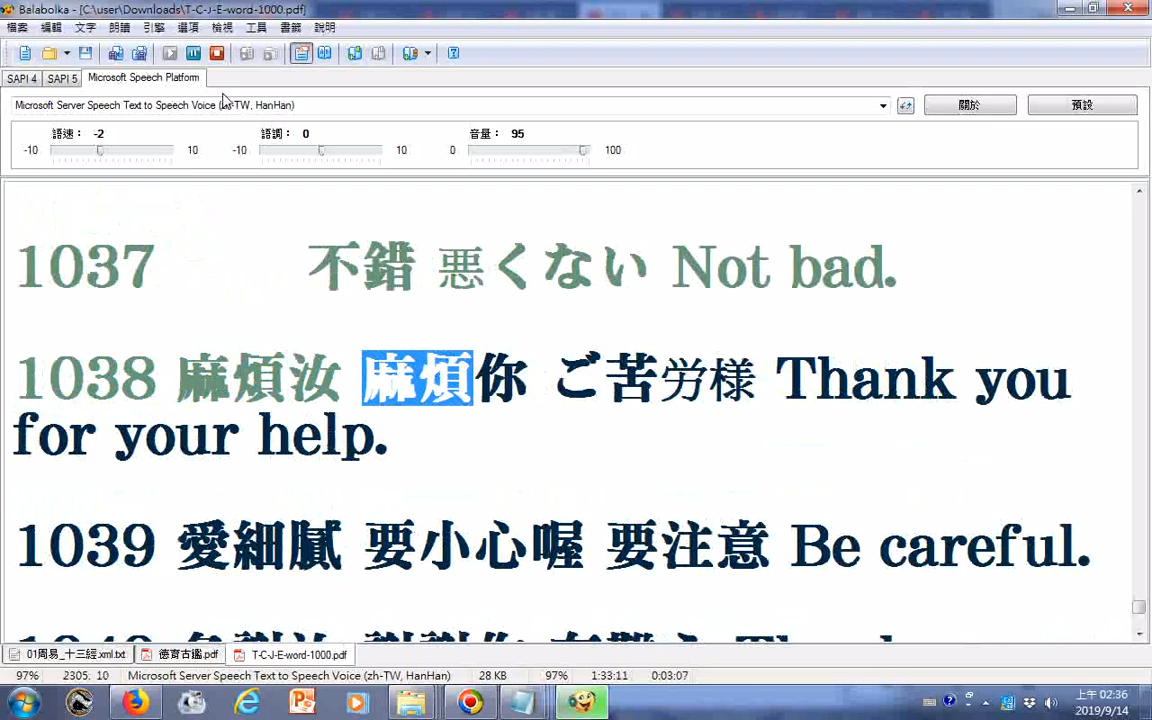 Balabolka - [C:\user\Downloads\T-C-J-E-word-1000.pdf]
檔案 編輯 文字 朗讀 引擎 選項 檢視 工具 書籤 說明
SAPI 4 SAPI 5 Microsoft Speech Platform
Microsoft Server Speech Text to Speech Voice (zh-TW, HanHan) 關於 預設
語速： -2 語調： 0 音量： 95
-10 10 -10 10 0 100
1037 不錯 悪くない Not bad.
1038 麻煩汝 麻煩你 ご苦労様 Thank you
for your help.
1039 愛細膩 要小心喔 要注意 Be careful.
01周易_十三經.xml.txt 德育古鑑.pdf T-C-J-E-word-1000.pdf
97% 2305, 10 Microsoft Server Speech Text to Speech Voice (zh-TW, HanHan) 28 KB 97% 1:33:11 0:03:07
上午 02:36
2019/9/14